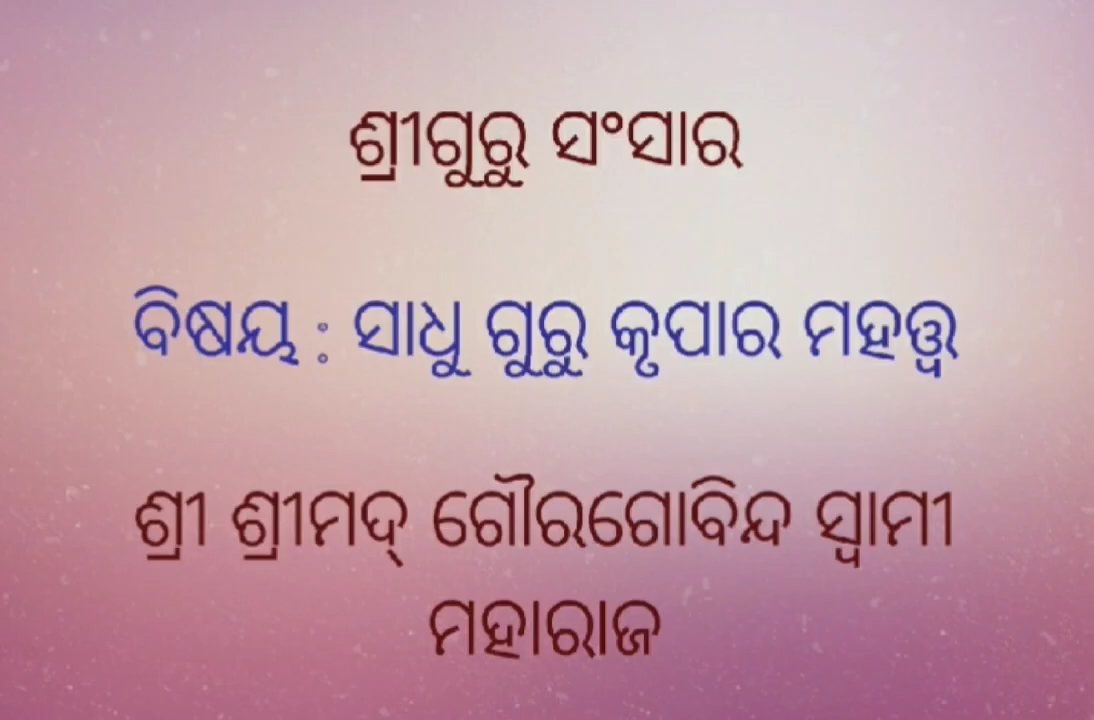 ଶ୍ରୀଗୁରୁ ସଂସାର
ବିଷୟ : ସାଧୁ ଗୁରୁ କୃପାର ମହତ୍ତ୍ୱ
ଶ୍ରୀ ଶ୍ରୀମଦ୍ ଗୌରଗୋବିନ୍ଦ ସ୍ୱାମୀ
ମହାରାଜ